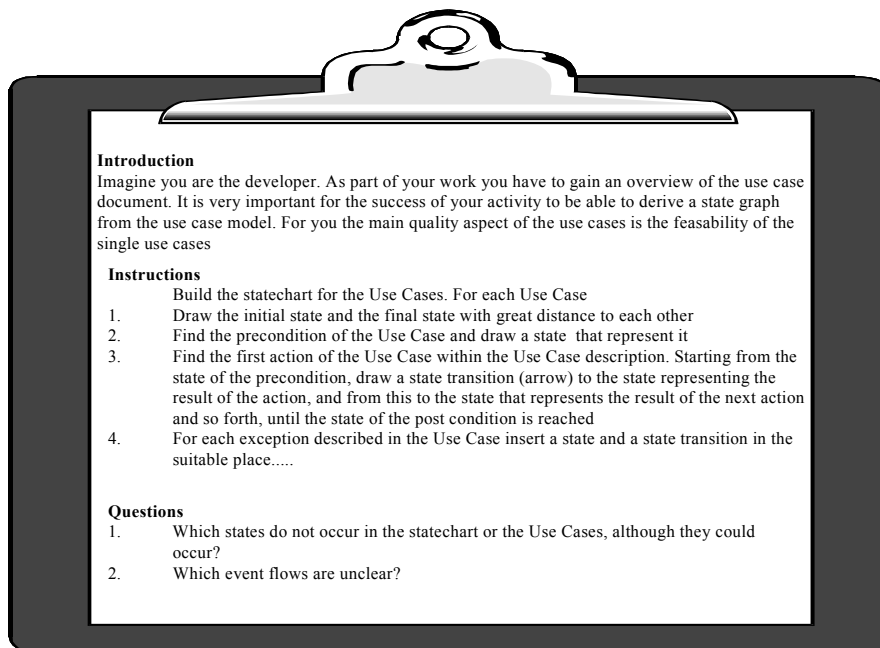 Introduction
Imagine you are the developer. As part of your work you have to gain an overview of the use case
document. It is very important for the success of your activity to be able to derive a state graph
from the use case model. For you the main quality aspect of the use cases is the feasability of the
single use cases
Instructions
Build the statechart for the Use Cases. For each Use Case
1. Draw the initial state and the final state with great distance to each other
2. Find the precondition of the Use Case and draw a state that represent it
3. Find the first action of the Use Case within the Use Case description. Starting from the
state of the precondition, draw a state transition (arrow) to the state representing the
result of the action, and from this to the state that represents the result of the next action
and so forth, until the state of the post condition is reached
4. For each exception described in the Use Case insert a state and a state transition in the
suitable place.....
Questions
1. Which states do not occur in the statechart or the Use Cases, although they could
occur?
2. Which event flows are unclear?